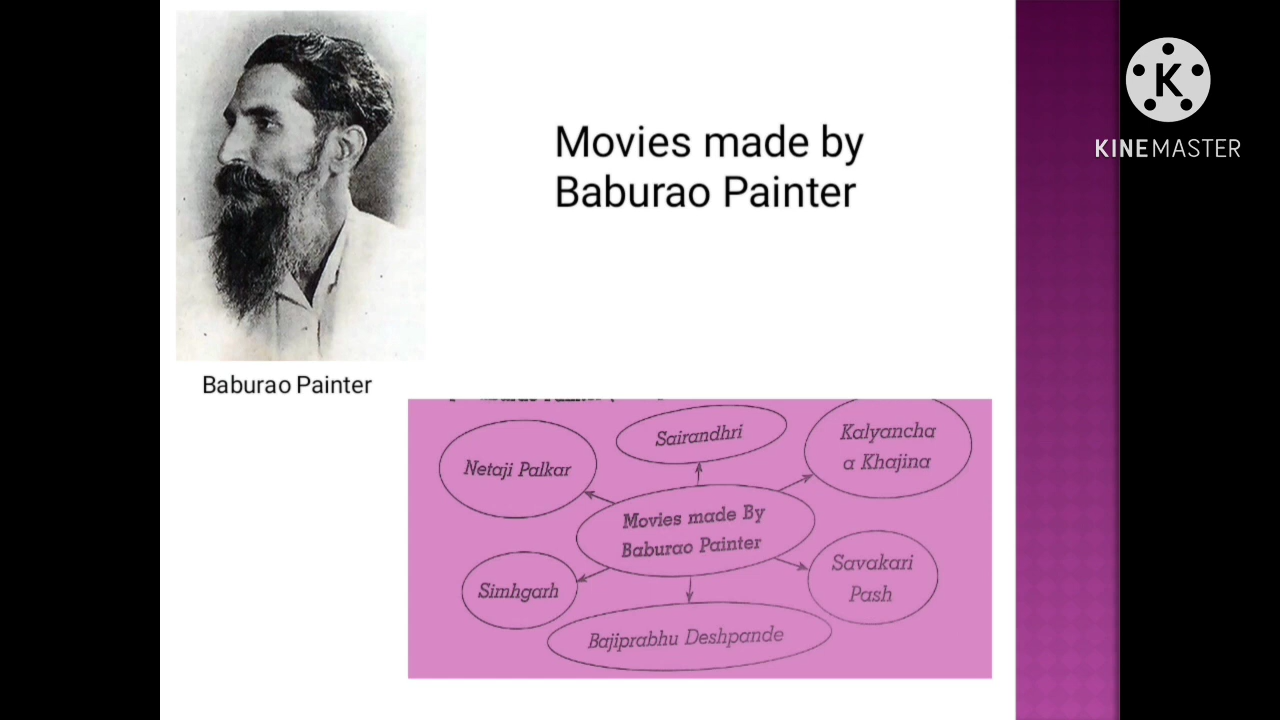 Movies made by
Baburao Painter
K
KINEMASTER
Baburao Painter
Sairandhri
Kalyancha
a Khajina
Netaji Palkar
Movies made By
Baburao Painter
Savakari
Pash
Simhgarh
Bajiprabhu Deshpande